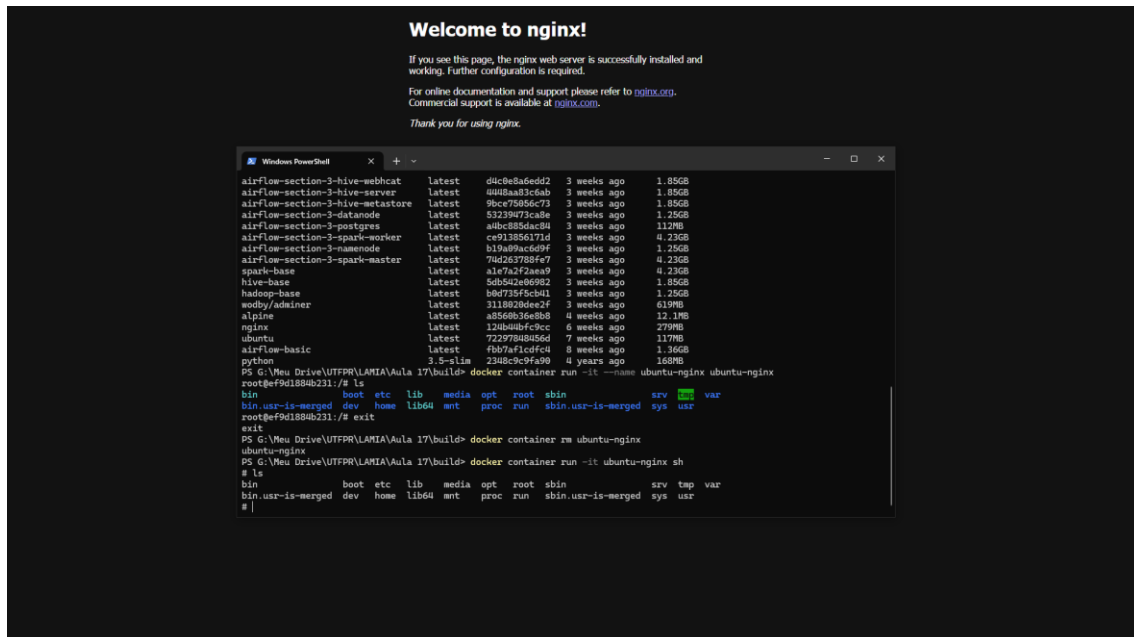 Welcome to nginx!
If you see this page, the nginx web server is successfully installed and
working. Further configuration is required.
For online documentation and support please refer to nginx.org.
Commercial support is available at nginx.com.
Thank you for using nginx.
Windows PowerShell
airflow-section-3-hive-webhcat latest d4c0e8a6edd2 3 weeks ago 1.85GB
airflow-section-3-hive-server latest 4448aa83c6ab 3 weeks ago 1.85GB
airflow-section-3-hive-metastore latest 9bce75056c73 3 weeks ago 1.85GB
airflow-section-3-datanode latest 53239473ca8e 3 weeks ago 1.25GB
airflow-section-3-postgres latest a4bc885dac84 3 weeks ago 112MB
airflow-section-3-spark-worker latest ce913856171d 3 weeks ago 4.23GB
airflow-section-3-namenode latest b19a09ac6d9f 3 weeks ago 1.25GB
airflow-section-3-spark-master latest 74d263788fe7 3 weeks ago 4.23GB
spark-base latest a1e7a2f2aea9 3 weeks ago 4.23GB
hive-base latest 5db542e06982 3 weeks ago 1.85GB
hadoop-base latest b0d735f5cb41 3 weeks ago 1.25GB
wodby/adminer latest 3118020dee2f 3 weeks ago 619MB
alpine latest a8560b36e8b8 4 weeks ago 12.1MB
nginx latest 124b44bfc9cc 6 weeks ago 279MB
ubuntu latest 72297848456d 7 weeks ago 117MB
airflow-basic latest fbb7af1cdfc4 8 weeks ago 1.36GB
python 3.5-slim 2348c9c9fa90 4 years ago 168MB
PS G:\Meu Drive\UTFPR\LAMIA\Aula 17\build> docker container run -it --name ubuntu-nginx ubuntu-nginx
root@ef9d1884b231:/# ls
bin boot etc lib media opt root sbin srv tmp var
bin.usr-is-merged dev home lib64 mnt proc run sbin.usr-is-merged sys usr
root@ef9d1884b231:/# exit
exit
PS G:\Meu Drive\UTFPR\LAMIA\Aula 17\build> docker container rm ubuntu-nginx
ubuntu-nginx
PS G:\Meu Drive\UTFPR\LAMIA\Aula 17\build> docker container run -it ubuntu-nginx sh
# ls
bin boot etc lib media opt root sbin srv tmp var
bin.usr-is-merged dev home lib64 mnt proc run sbin.usr-is-merged sys usr
#